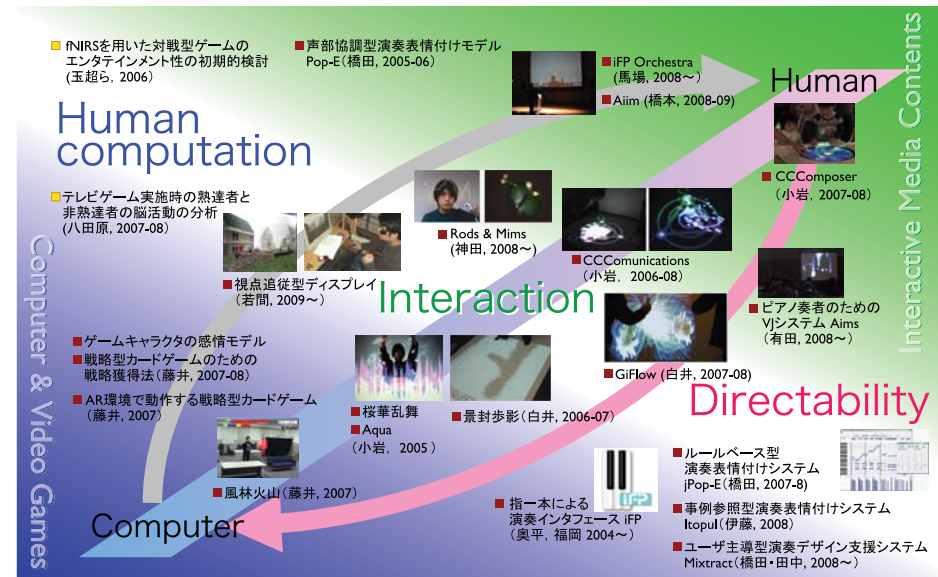 fNIRSを用いた対戦型ゲームの
エンタテインメント性の初期的検討
(玉超ら, 2006)
声部協調型演奏表情付けモデル
Pop-E(橋田, 2005-06)
iFP Orchestra
(馬場, 2008〜)
Aiim (橋本, 2008-09)
Human
Human
computation
CCComposer
(小岩, 2007-08)
テレビゲーム実施時の熟達者と
非熟達者の脳活動の分析
(八田原, 2007-08)
Rods & Mims
(神田, 2008〜)
CCComunications
(小岩, 2006-08)
視点追従型ディスプレイ
(若間, 2009〜)
Interaction
ピアノ奏者のための
VJシステム Aims
(有田, 2008〜)
ゲームキャラクタの感情モデル
戦略型カードゲームのための
戦略獲得法(藤井, 2007-08)
AR環境で動作する戦略型カードゲーム
(藤井, 2007)
GiFlow (白井, 2007-08)
Directability
桜華乱舞
Aqua
(小岩, 2005)
景封歩影(白井, 2006-07)
風林火山(藤井, 2007)
Computer
指一本による
演奏インタフェース iFP
(奥平, 福岡 2004〜)
iFP
ルールベース型
演奏表情付けシステム
jPop-E(橋田, 2007-8)
事例参照型演奏表情付けシステム
Itopul(伊藤, 2008)
ユーザ主導型演奏デザイン支援システム
Mixtract(橋田・田中, 2008〜)
Computer & Video Games
Interactive Media Contents